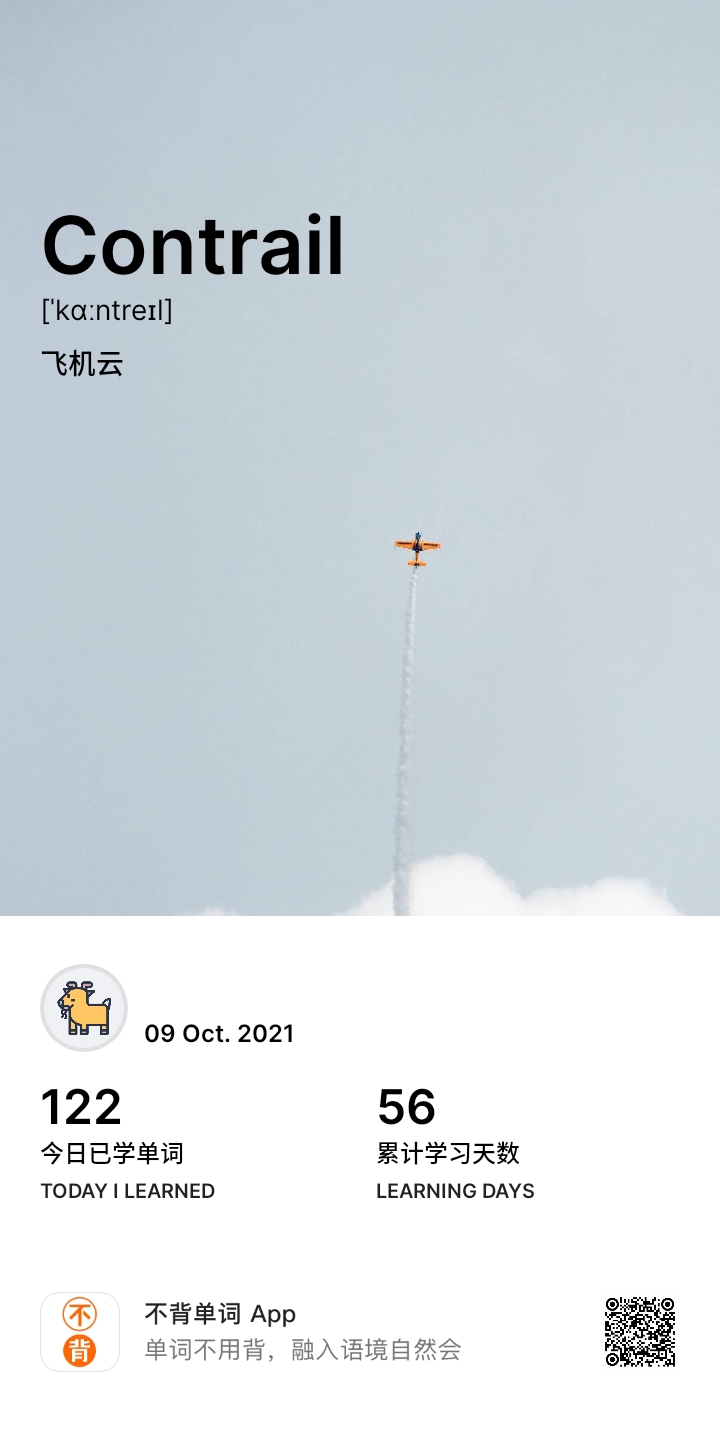 Contrail
['kɑːntreɪl]
飞机云
09 Oct. 2021
122
今日已学单词
TODAY I LEARNED
56
累计学习天数
LEARNING DAYS
不
背
不背单词 App
单词不用背，融入语境自然会